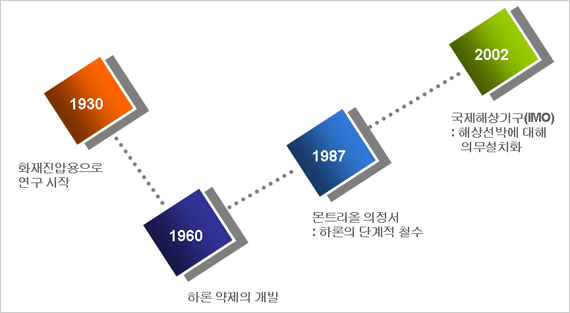 1930
화재진압용으로
연구 시작
1960
하론 약제의 개발
1987
몬트리올 의정서
: 하론의 단계적 철수
2002
국제해상기구(IMO)
: 해상선박에 대해
의무설치화